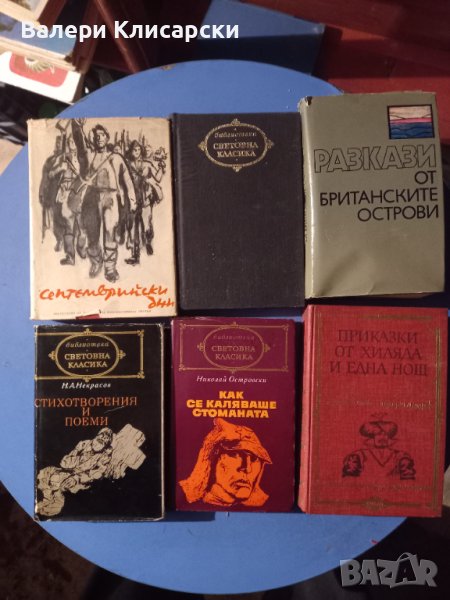 Валери Клисарски
септемврийски
дни
библиотека
СВЕТОВНА
КЛАСИКА
РАЗКАЗИ
ОТ
БРИТАНСКИТЕ
ОСТРОВИ
библиотека
СВЕТОВНА
КЛАСИКА
Н.А.Некрасов
СТИХОТВОРЕНИЯ
И
ПОЕМИ
библиотека
СВЕТОВНА
КЛАСИКА
Николай Островски
КАК
СЕ КАЛЯВАШЕ
СТОМАНАТА
ПРИКАЗКИ
ОТ ХИЛЯДА
И ЕДНА НОЩ
BAZAR